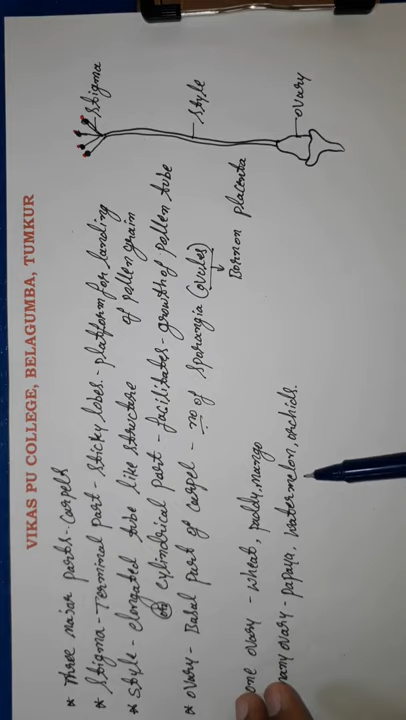 VIKAS PU COLLEGE, BELAGUMBA, TUMKUR
* Three major parts - carpels
* Stigma - Terminal part - sticky lobes - platform for landing
of pollen grain
* Style - elongated tube like structure
(or) cylindrical part - facilitates - growth of pollen tube
* ovary - Basal part of carpel - no of sporangia (ovules)
Born on placenta
one ovary - wheat, paddy, mango
many ovary - papaya, watermelon, orchids.
stigma
style
ovary